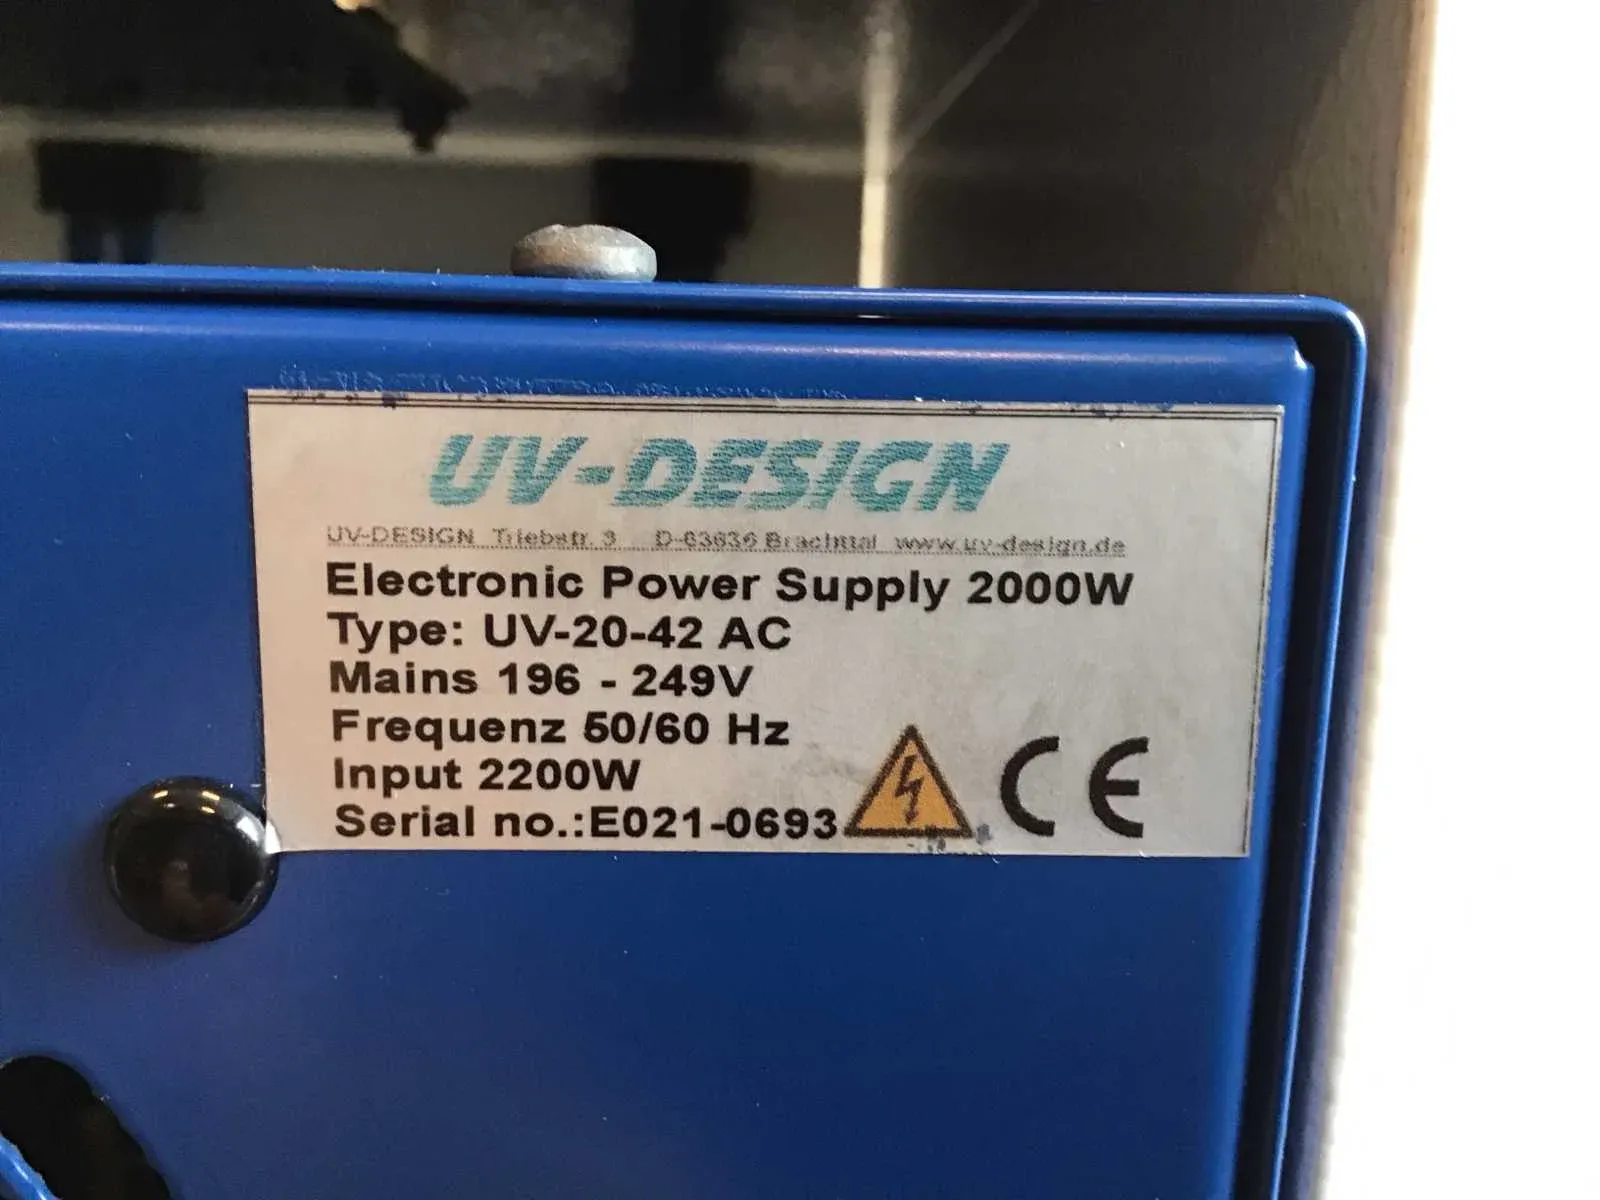 UV-DESIGN
UV-DESIGN Triebstr. 3 D-63636 Brachttal www.uv-design.de
Electronic Power Supply 2000W
Type: UV-20-42 AC
Mains 196 - 249V
Frequenz 50/60 Hz
Input 2200W
Serial no.:E021-0693
CE